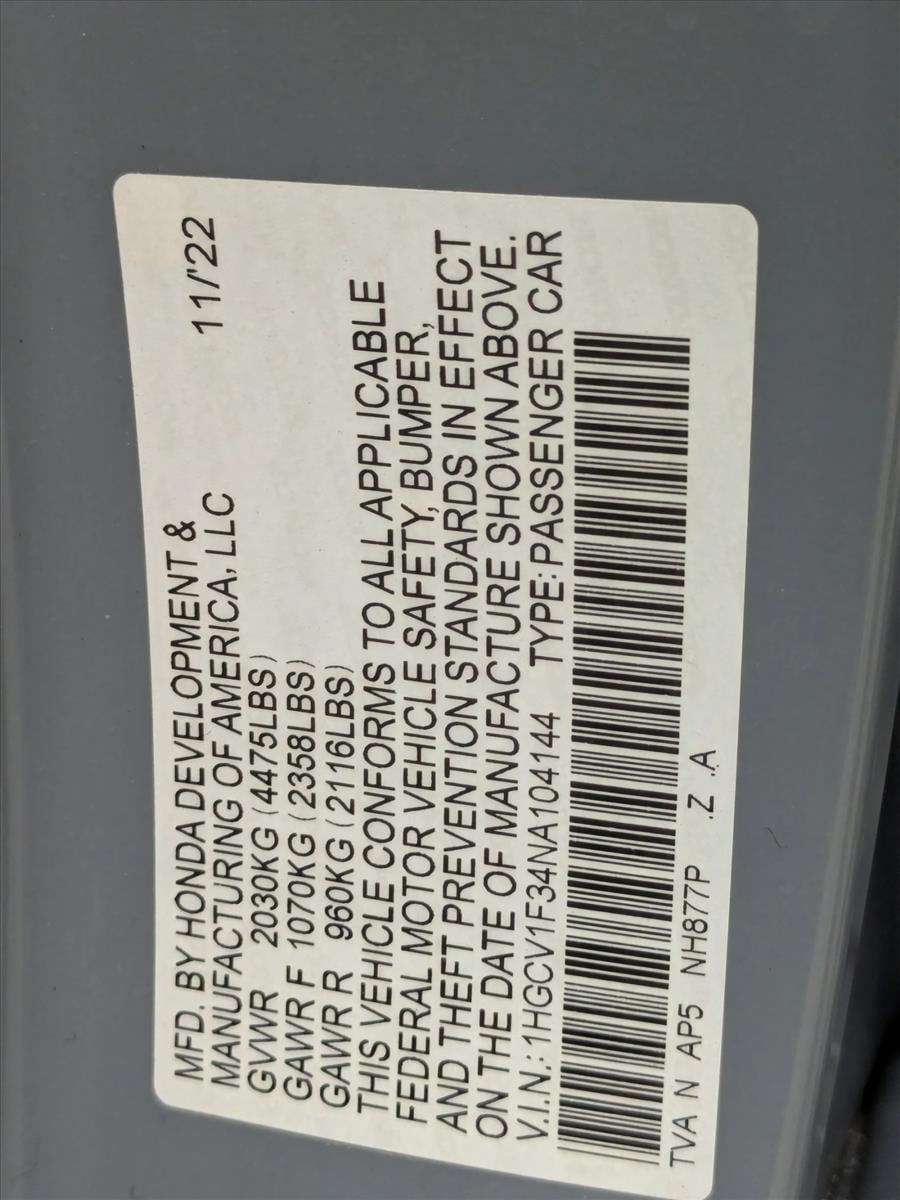 MFD. BY HONDA DEVELOPMENT &
MANUFACTURING OF AMERICA, LLC 11/'22
GVWR 2030KG (4475LBS)
GAWR F 1070KG (2358LBS)
GAWR R 960KG (2116LBS)
THIS VEHICLE CONFORMS TO ALL APPLICABLE
FEDERAL MOTOR VEHICLE SAFETY, BUMPER,
AND THEFT PREVENTION STANDARDS IN EFFECT
ON THE DATE OF MANUFACTURE SHOWN ABOVE.
V.I.N.: 1HGCV1F34NA104144 TYPE: PASSENGER CAR
TVA N AP5 NH877P .Z .A